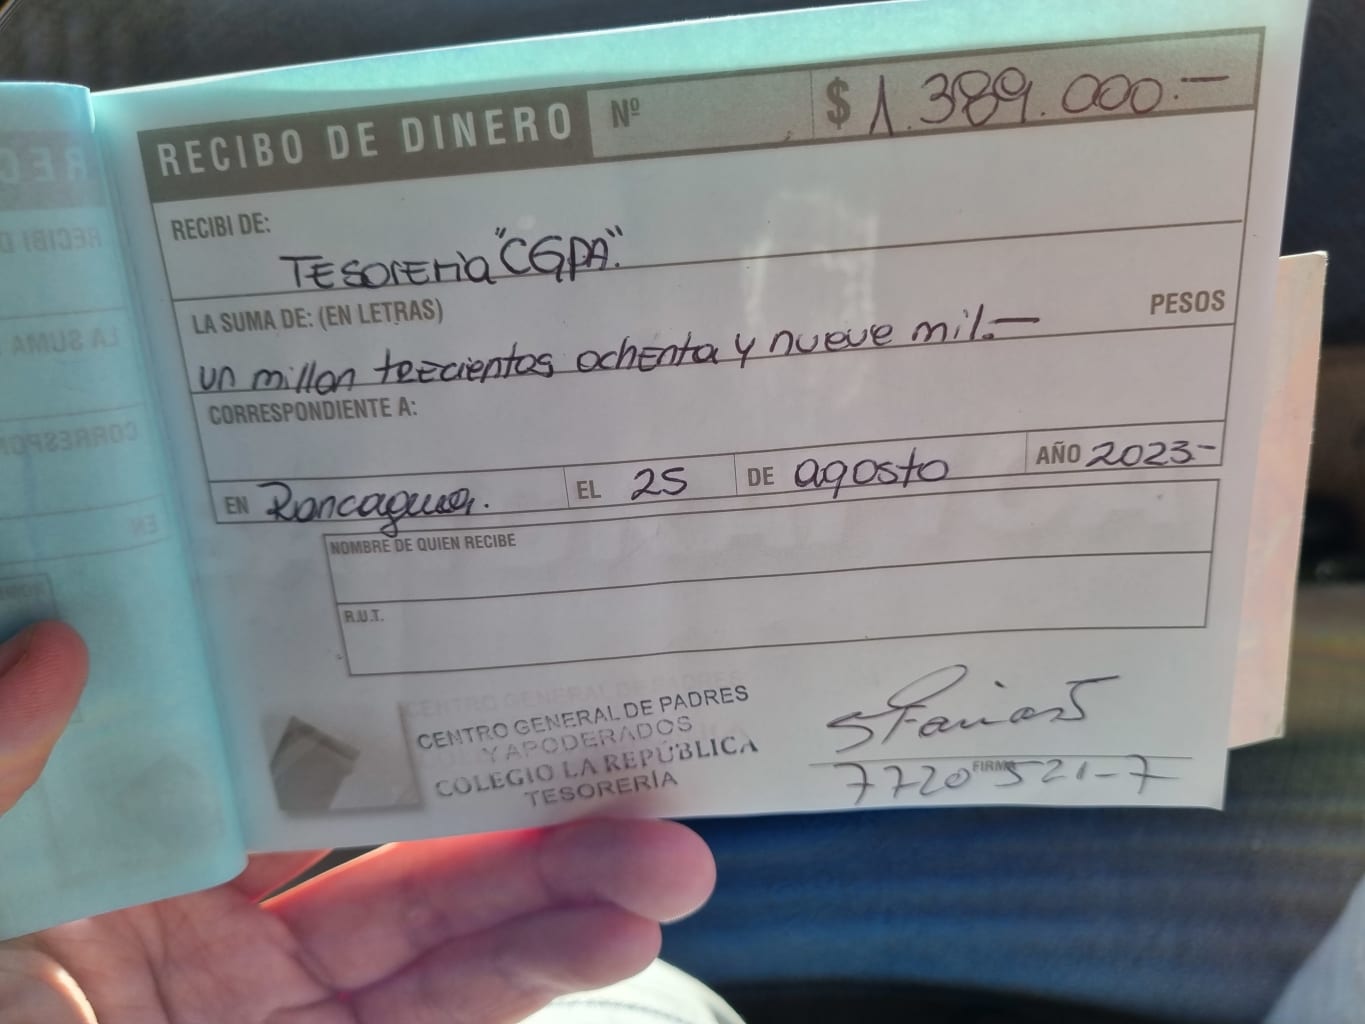 RECIBO DE DINERO Nº $ 1.389.000.-
RECIBI DE:
TESORERIA "CGPA".
LA SUMA DE: (EN LETRAS) PESOS
un millon trecientos ochenta y nueve mil.-
CORRESPONDIENTE A:
EN Rancagua. EL 25 DE agosto AÑO 2023-
NOMBRE DE QUIEN RECIBE
R.U.T.
CENTRO GENERAL DE PADRES
Y APODERADOS
COLEGIO LA REPÚBLICA
TESORERÍA
FIRMA
7720521-7